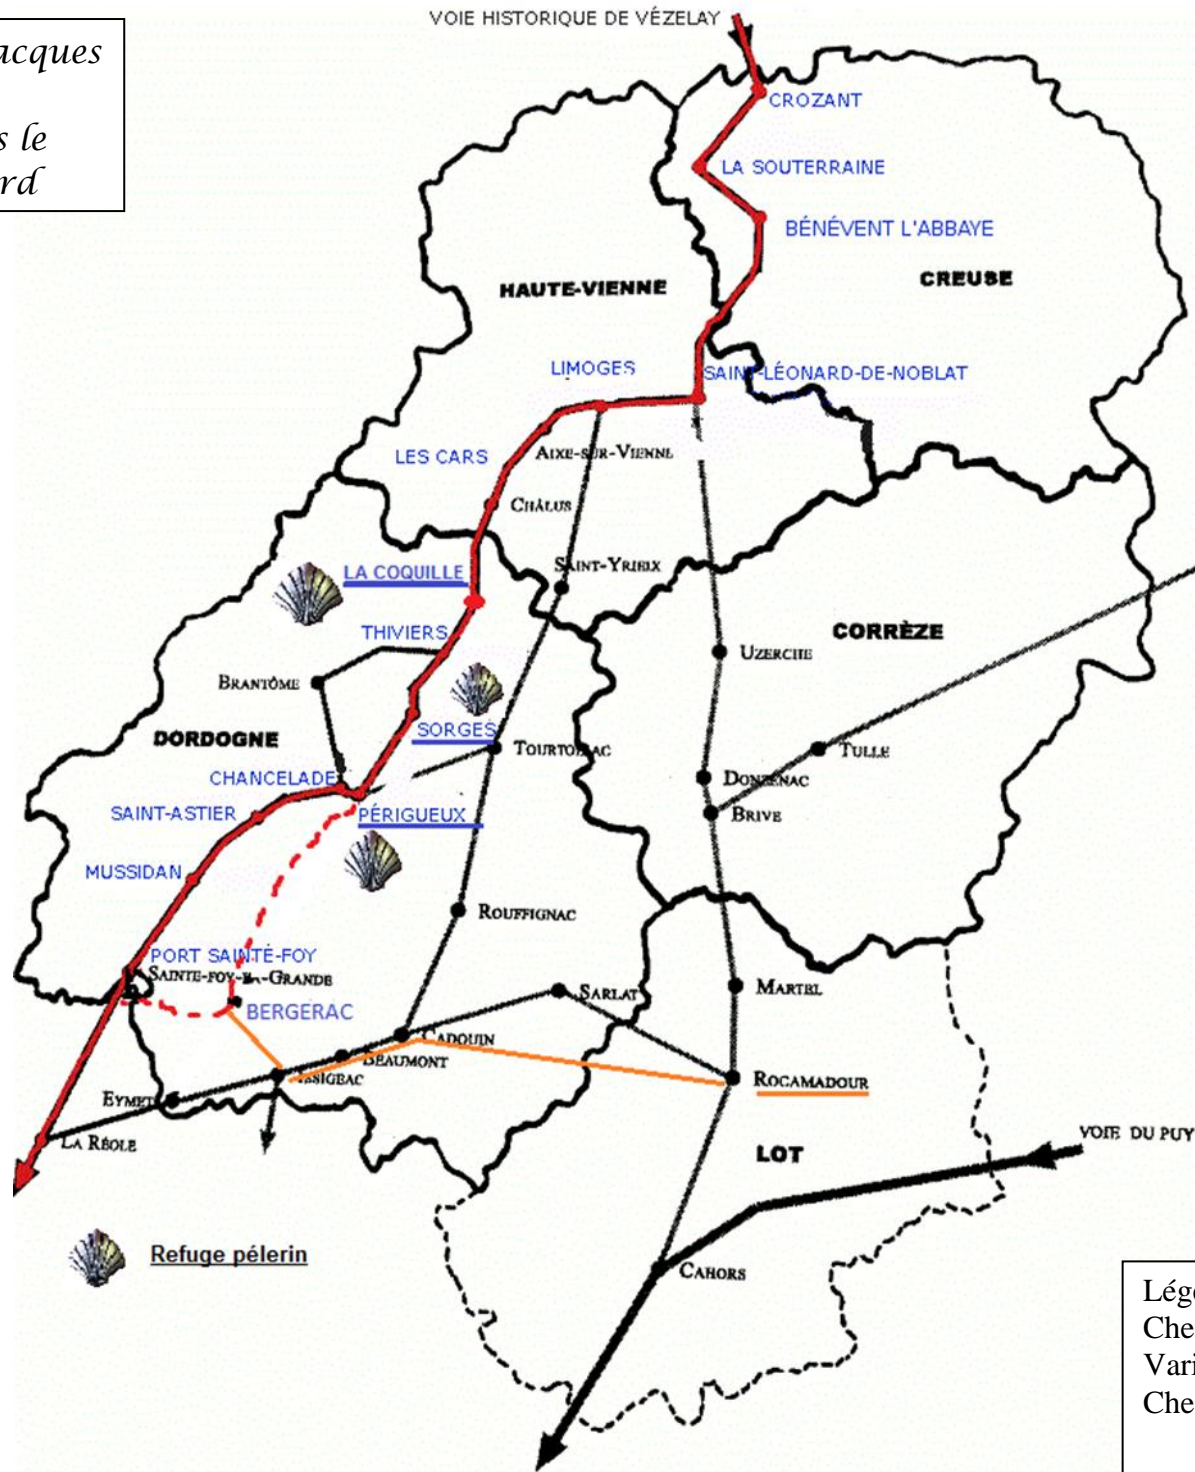 VOIE HISTORIQUE DE VÉZELAY
acques
s le
rd
CROZANT
LA SOUTERRAINE
BÉNÉVENT L'ABBAYE
HAUTE-VIENNE
CREUSE
LIMOGES
SAINT-LÉONARD-DE-NOBLAT
LES CARS
AIXE-SUR-VIENNE
CHÂLUS
LA COQUILLE
SAINT-YRIEIX
THIVIERS
CORRÈZE
UZERCHE
BRANTÔME
SORGES
DORDOGNE
TOURTOIRAC
TULLE
CHANCELADE
DONZENAC
SAINT-ASTIER
PÉRIGUEUX
BRIVE
MUSSIDAN
ROUFFIGNAC
PORT SAINTE-FOY
SAINTE-FOY-LA-GRANDE
SARLAT
MARTEL
BERGERAC
CADOUIN
BEAUMONT
ISSIGEAC
ROCAMADOUR
EYMET
LA RÉOLE
VOIE DU PUY
LOT
Refuge pélerin
CAHORS
Lég
Che
Vari
Che